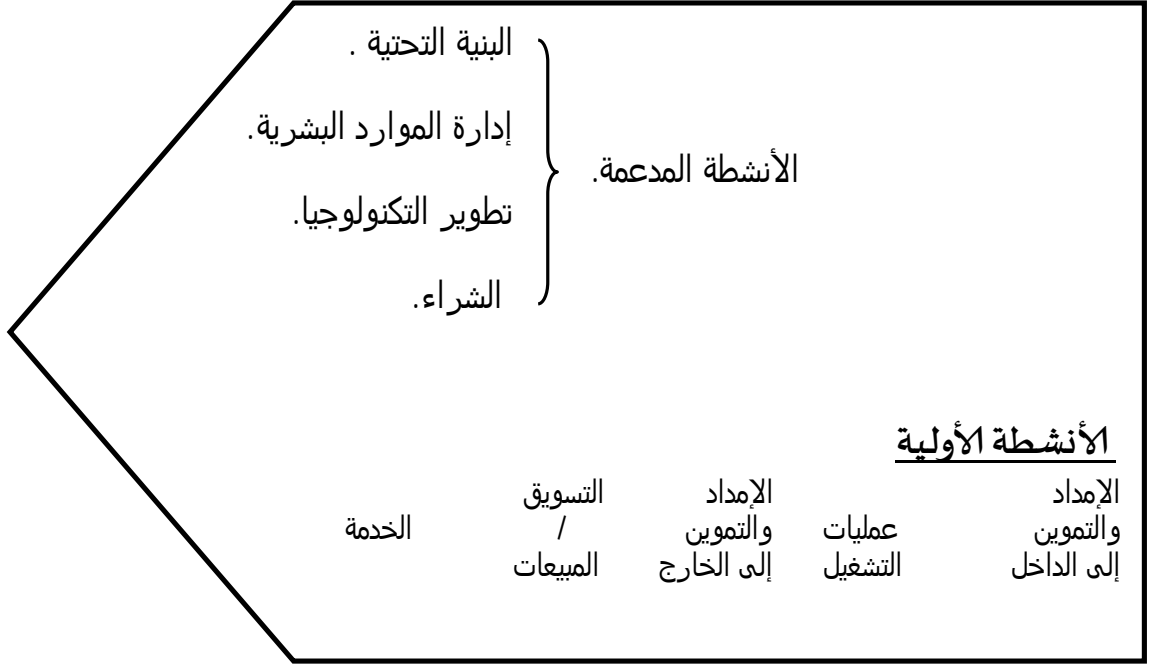 البنية التحتية .
إدارة الموارد البشرية.
الأنشطة المدعمة.
تطوير التكنولوجيا.
الشراء.
الأنشطة الأولية
الإمداد
والتموين
إلى الداخل
عمليات
التشغيل
الإمداد
والتموين
إلى الخارج
التسويق
/
المبيعات
الخدمة